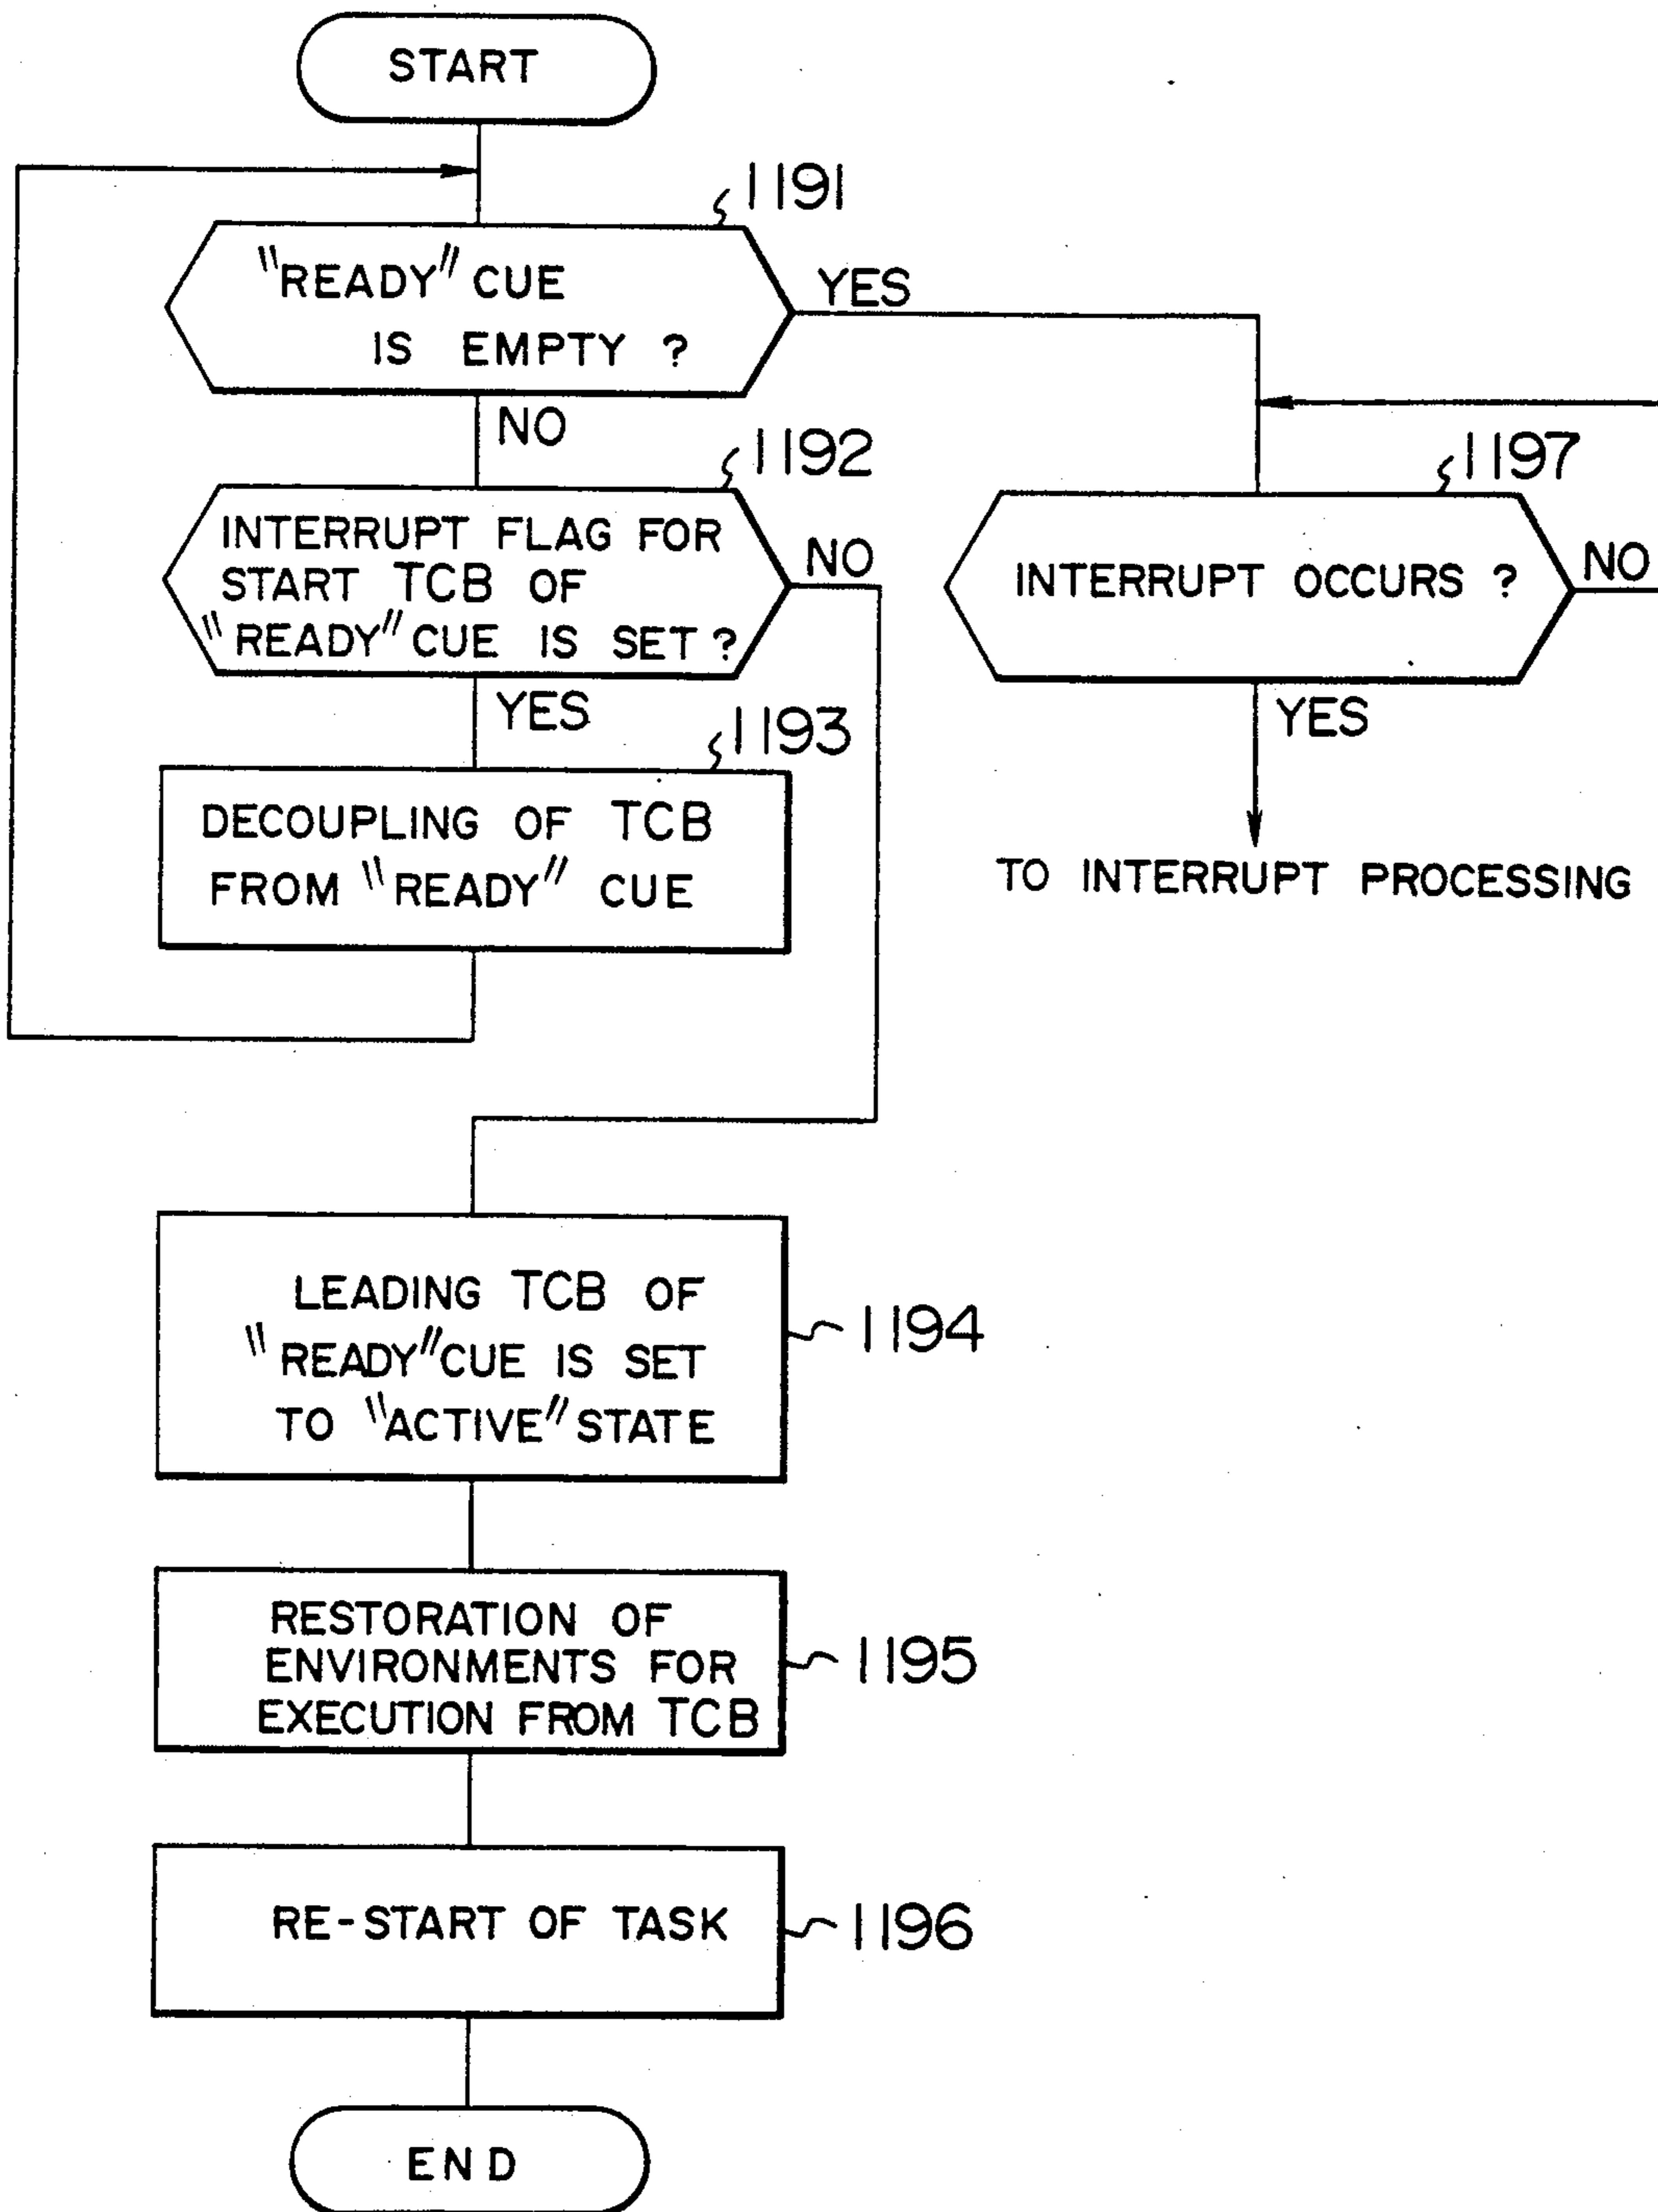 START
1191
"READY" CUE
IS EMPTY ?
YES
NO
1192
INTERRUPT FLAG FOR
START TCB OF
"READY" CUE IS SET ?
NO
1197
INTERRUPT OCCURS ?
NO
YES
TO INTERRUPT PROCESSING
YES
1193
DECOUPLING OF TCB
FROM "READY" CUE
LEADING TCB OF
"READY" CUE IS SET
TO "ACTIVE" STATE
1194
RESTORATION OF
ENVIRONMENTS FOR
EXECUTION FROM TCB
1195
RE-START OF TASK
1196
END